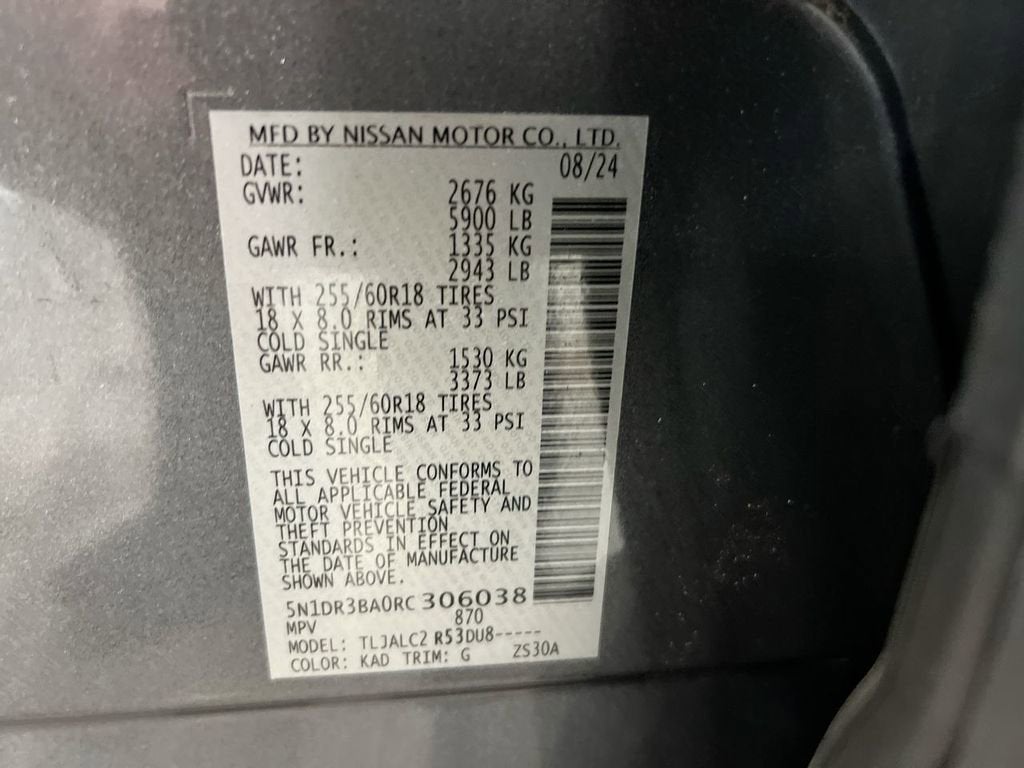 MFD BY NISSAN MOTOR CO., LTD.
DATE: 08/24
GVWR: 2676 KG
5900 LB
GAWR FR.: 1335 KG
2943 LB
WITH 255/60R18 TIRES
18 X 8.0 RIMS AT 33 PSI
COLD SINGLE
GAWR RR.: 1530 KG
3373 LB
WITH 255/60R18 TIRES
18 X 8.0 RIMS AT 33 PSI
COLD SINGLE
THIS VEHICLE CONFORMS TO
ALL APPLICABLE FEDERAL
MOTOR VEHICLE SAFETY AND
THEFT PREVENTION
STANDARDS IN EFFECT ON
THE DATE OF MANUFACTURE
SHOWN ABOVE.
5N1DR3BA0RC306038
MPV 870
MODEL: TLJALC2 R53DU8-----
COLOR: KAD TRIM: G ZS30A